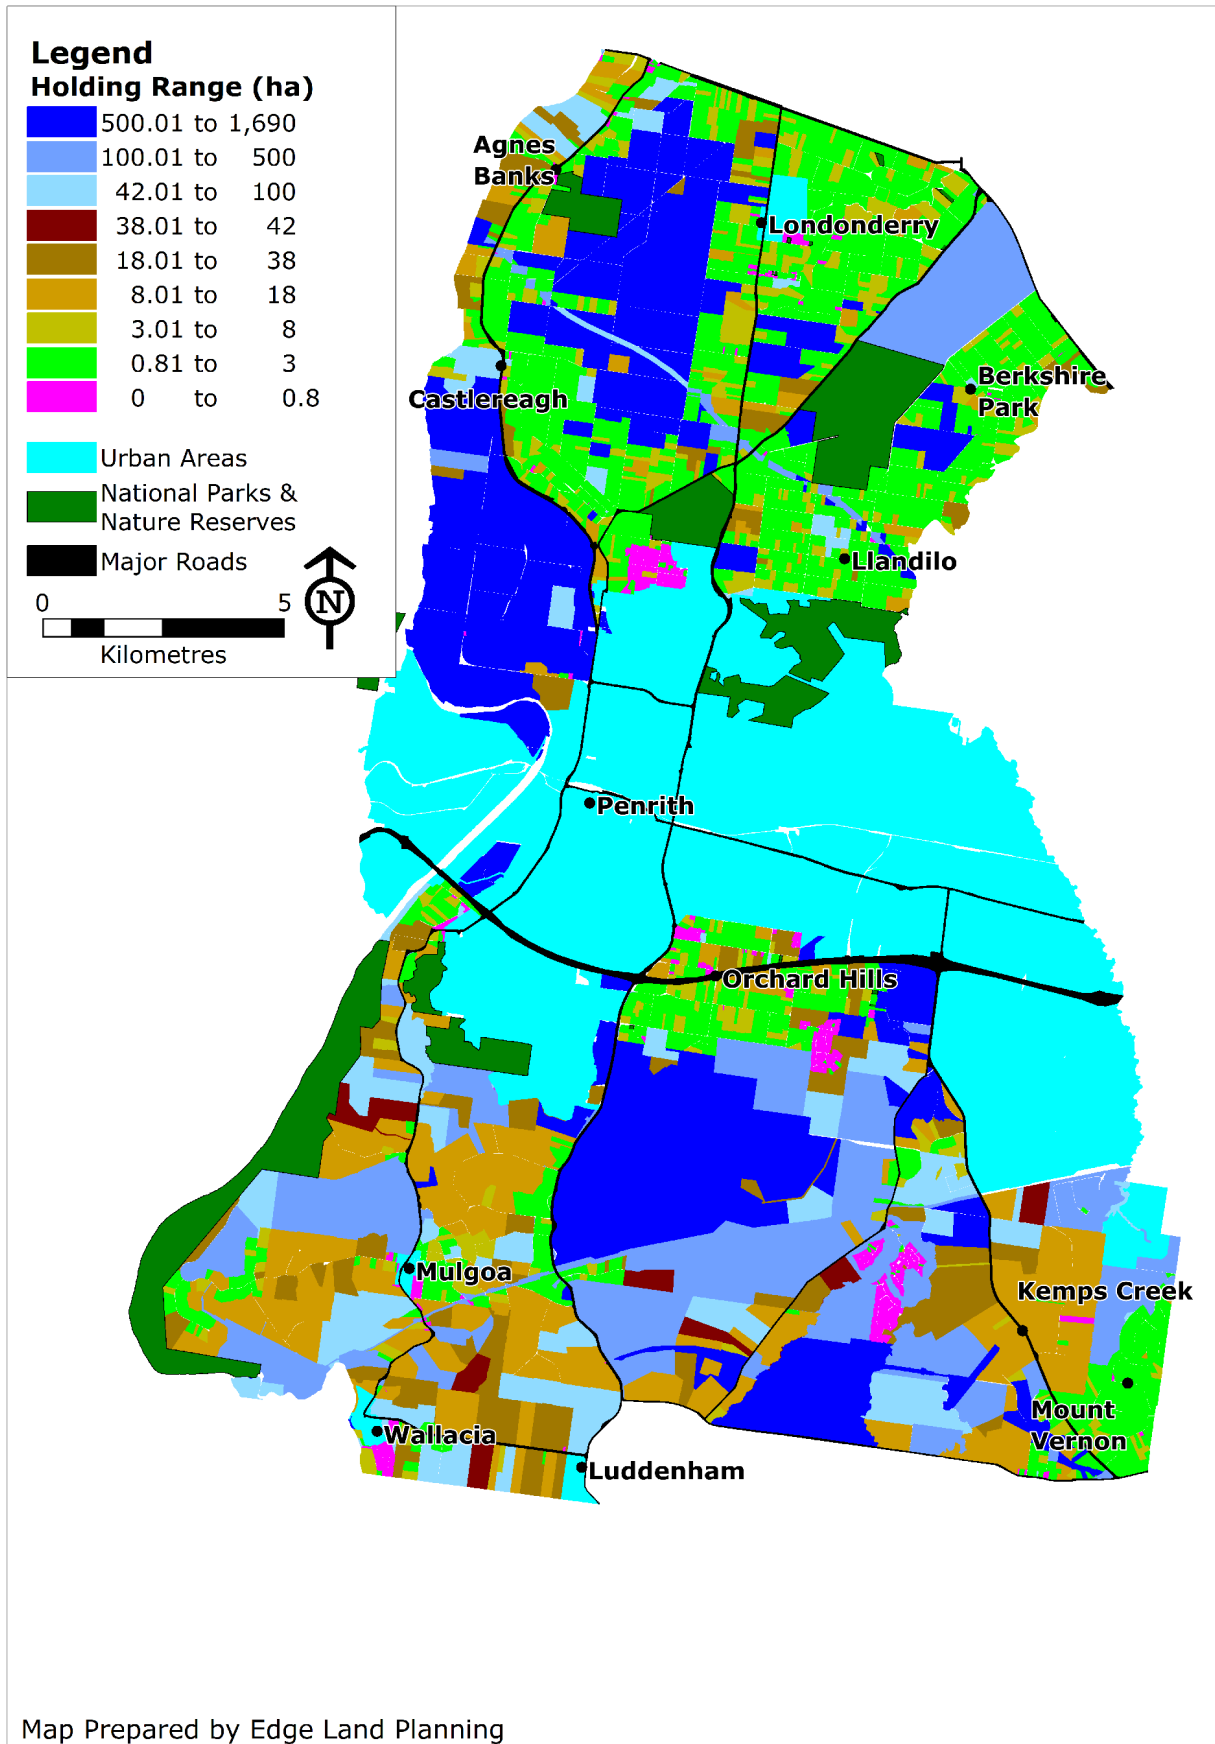 Legend
Holding Range (ha)
500.01 to 1,690
100.01 to 500
42.01 to 100
38.01 to 42
18.01 to 38
8.01 to 18
3.01 to 8
0.81 to 3
0 to 0.8
Urban Areas
National Parks &
Nature Reserves
Major Roads
0 5
Kilometres
N
Agnes
Banks
Londonderry
Castlereagh
Berkshire
Park
Llandilo
Penrith
Orchard Hills
Mulgoa
Kemps Creek
Mount
Vernon
Wallacia
Luddenham
Map Prepared by Edge Land Planning